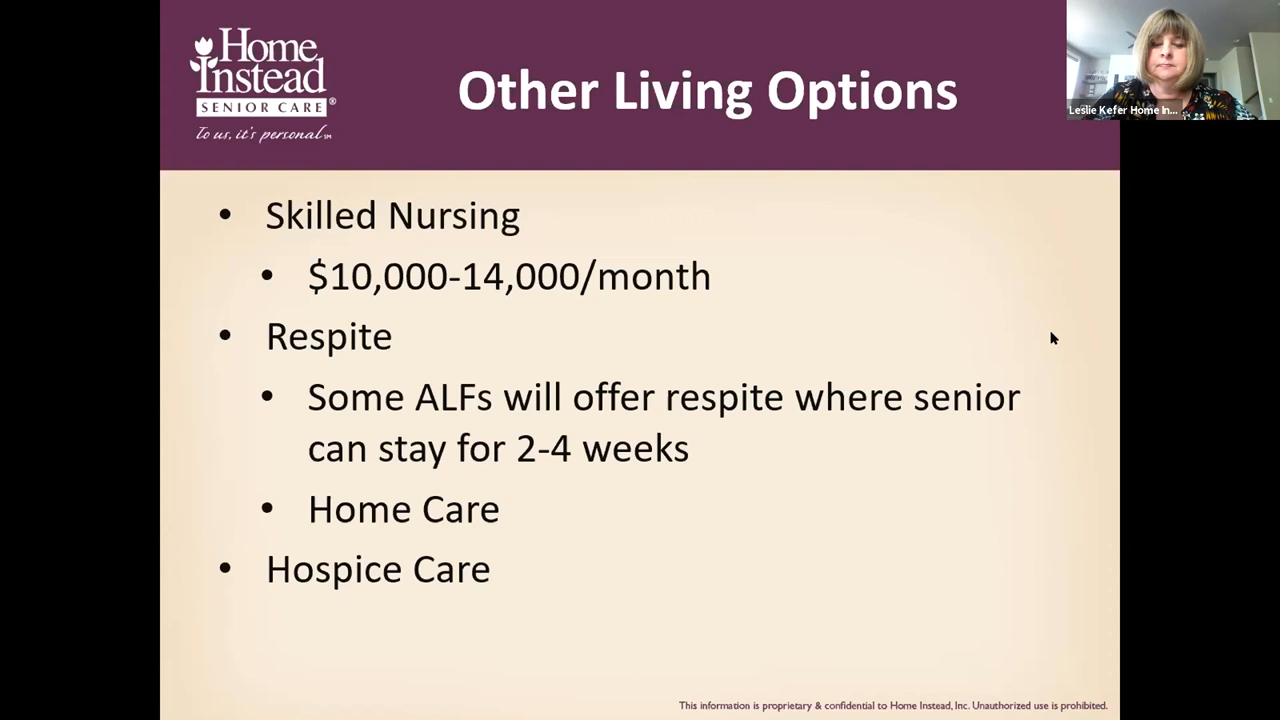 Home
Instead
SENIOR CARE®
To us, it's personal.℠
Other Living Options
Leslie Kefer Home In...
• Skilled Nursing
• $10,000-14,000/month
• Respite
• Some ALFs will offer respite where senior
can stay for 2-4 weeks
• Home Care
• Hospice Care
This information is proprietary & confidential to Home Instead, Inc. Unauthorized use is prohibited.